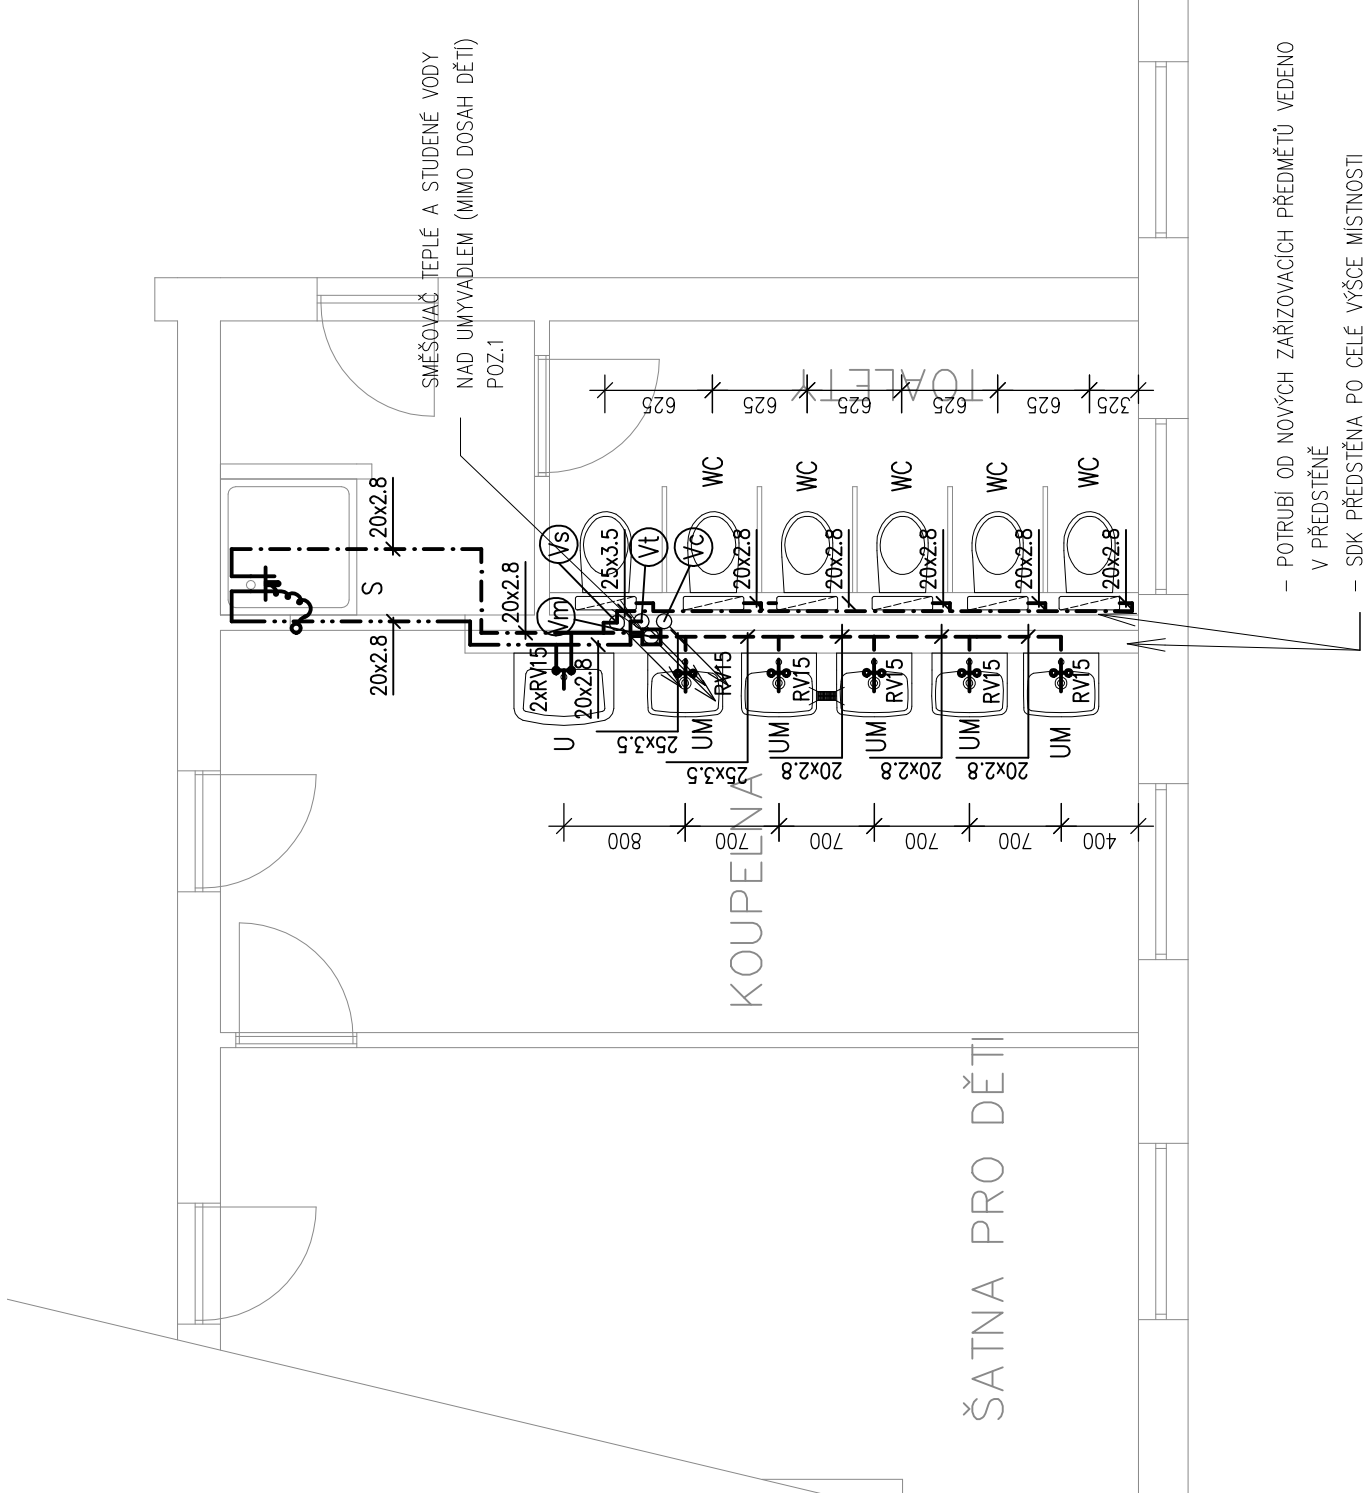 SMĚŠOVAČ TEPLÉ A STUDENÉ VODY
NAD UMYVADLEM (MIMO DOSAH DĚTÍ)
POZ.1
- POTRUBÍ OD NOVÝCH ZAŘIZOVACÍCH PŘEDMĚTŮ VEDENO
V PŘEDSTĚNĚ
- SDK PŘEDSTĚNA PO CELÉ VÝŠCE MÍSTNOSTI
TOALETY
625
625
625
625
625
325
WC
WC
WC
WC
WC
20x2.8
S
20x2.8
20x2.8
Vs
Vm
Vt
Vc
25x3.5
20x2.8
20x2.8
20x2.8
20x2.8
20x2.8
2xRV15
20x2.8
RV15
RV15
RV15
RV15
RV15
U
UM
UM
UM
UM
UM
25x3.5
25x3.5
20x2.8
20x2.8
20x2.8
800
700
700
700
700
400
KOUPELNA
ŠATNA PRO DĚTI